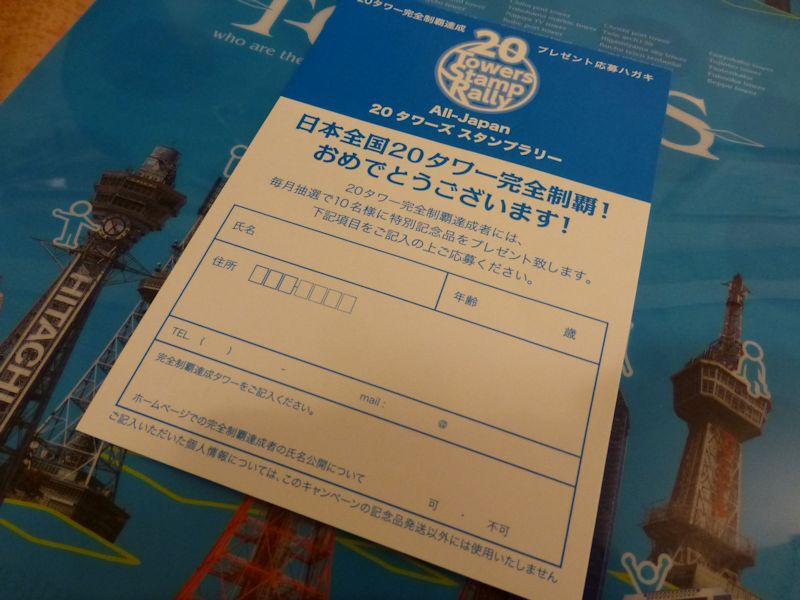 who are the
20タワー完全制覇達成
プレゼント応募ハガキ
20
Towers
Stamp
Rally
All-Japan
20 タワーズ スタンプラリー
日本全国20タワー完全制覇！
おめでとうございます！
20タワー完全制覇達成者には、
毎月抽選で10名様に特別記念品をプレゼント致します。
下記項目をご記入の上ご応募ください。
氏名
年齢 歳
住所
TEL ( ) -
mail : @
完全制覇達成タワーをご記入ください。
ホームページでの完全制覇達成者の氏名公開について
可 ・ 不可
ご記入いただいた個人情報については、このキャンペーンの記念品発送以外には使用いたしません
HITACHI